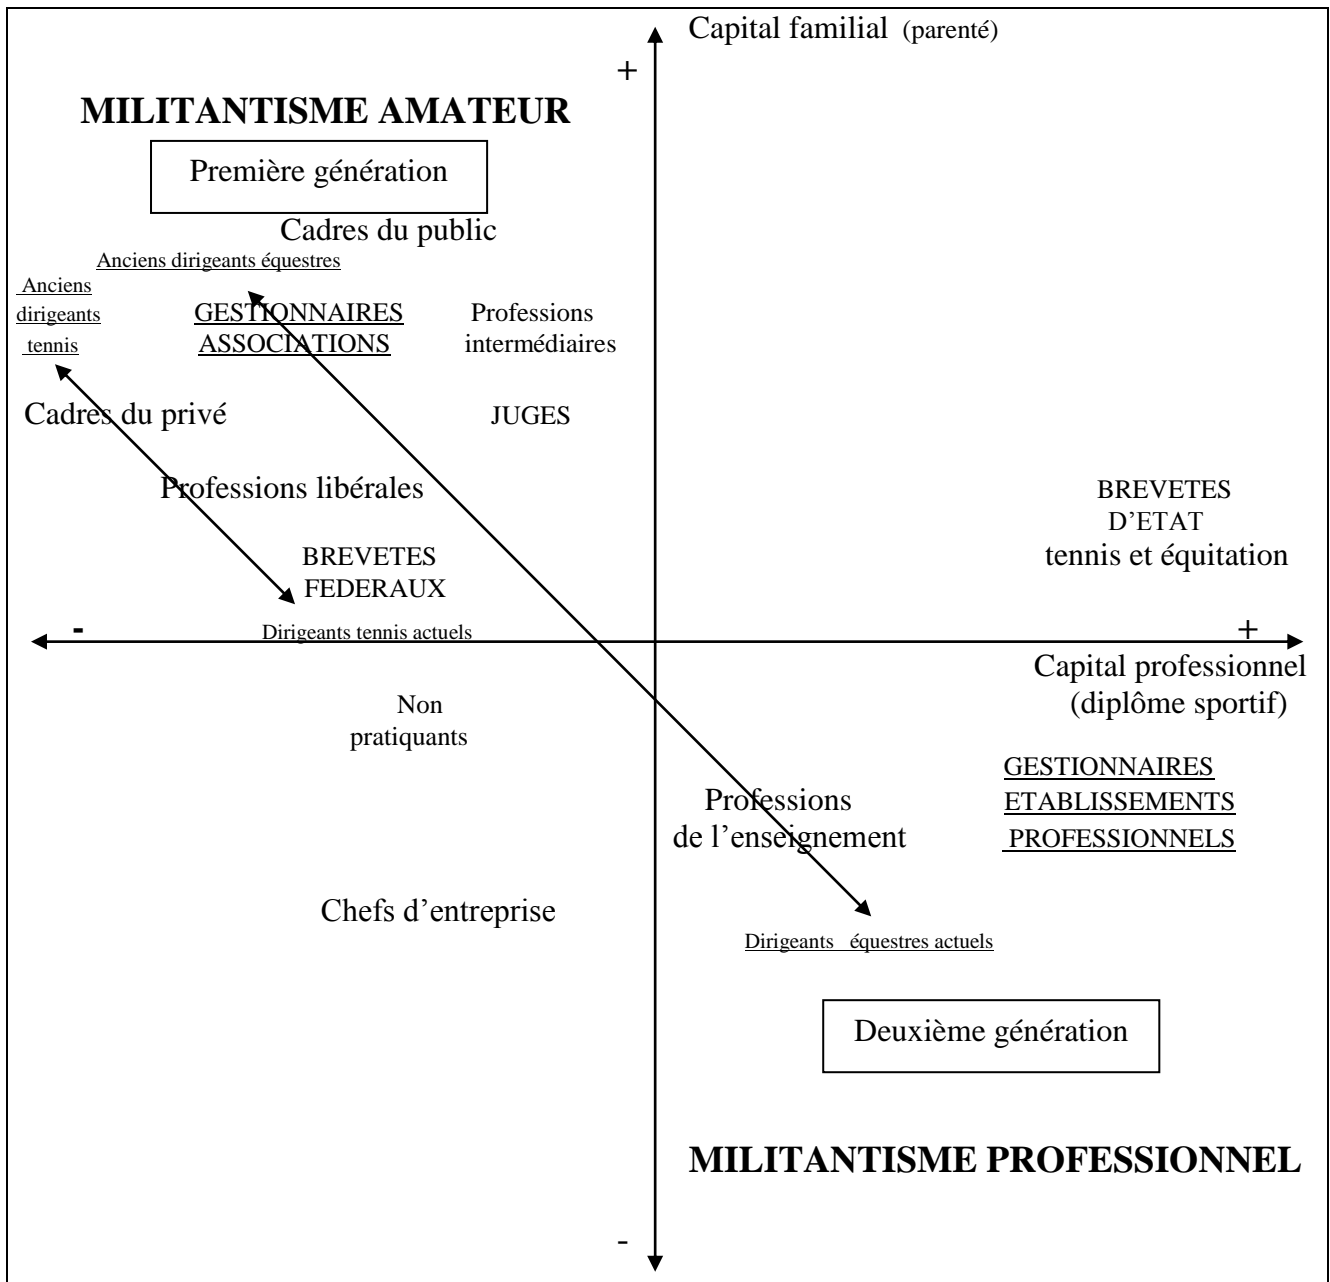 Capital familial (parenté)
+
MILITANTISME AMATEUR
Première génération
Cadres du public
Anciens dirigeants équestres
Anciens
dirigeants
tennis
GESTIONNAIRES
ASSOCIATIONS
Professions
intermédiaires
Cadres du privé
JUGES
Professions libérales
BREVETES
D’ETAT
tennis et équitation
BREVETES
FEDERAUX
-
Dirigeants tennis actuels
+
Capital professionnel
(diplôme sportif)
Non
pratiquants
GESTIONNAIRES
ETABLISSEMENTS
PROFESSIONNELS
Professions
de l’enseignement
Chefs d’entreprise
Dirigeants équestres actuels
Deuxième génération
MILITANTISME PROFESSIONNEL
-